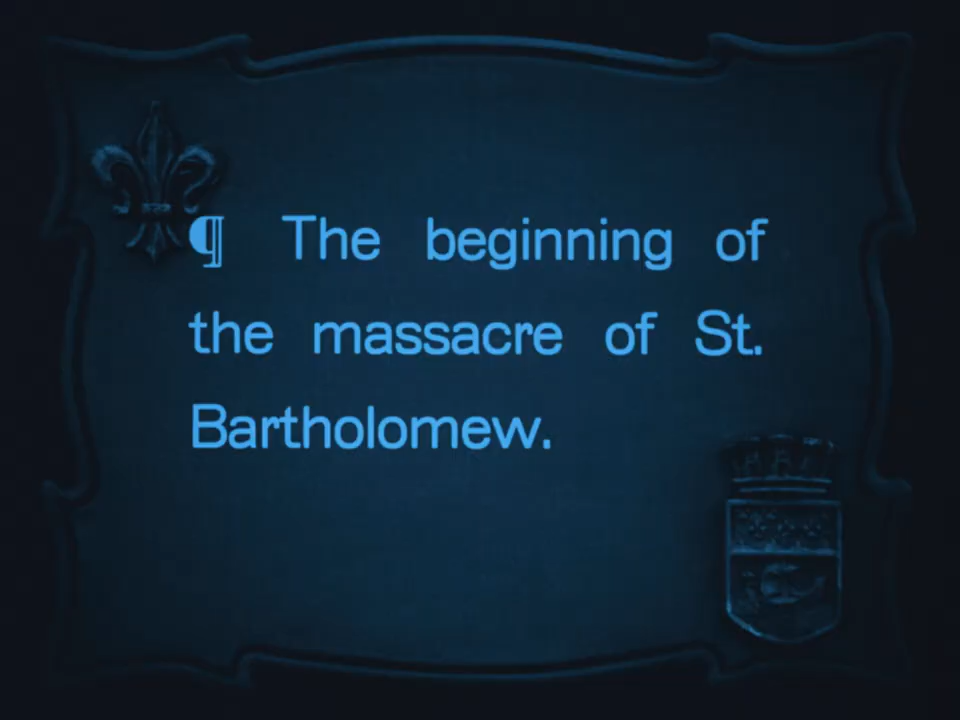 ¶ The beginning of
the massacre of St.
Bartholomew.